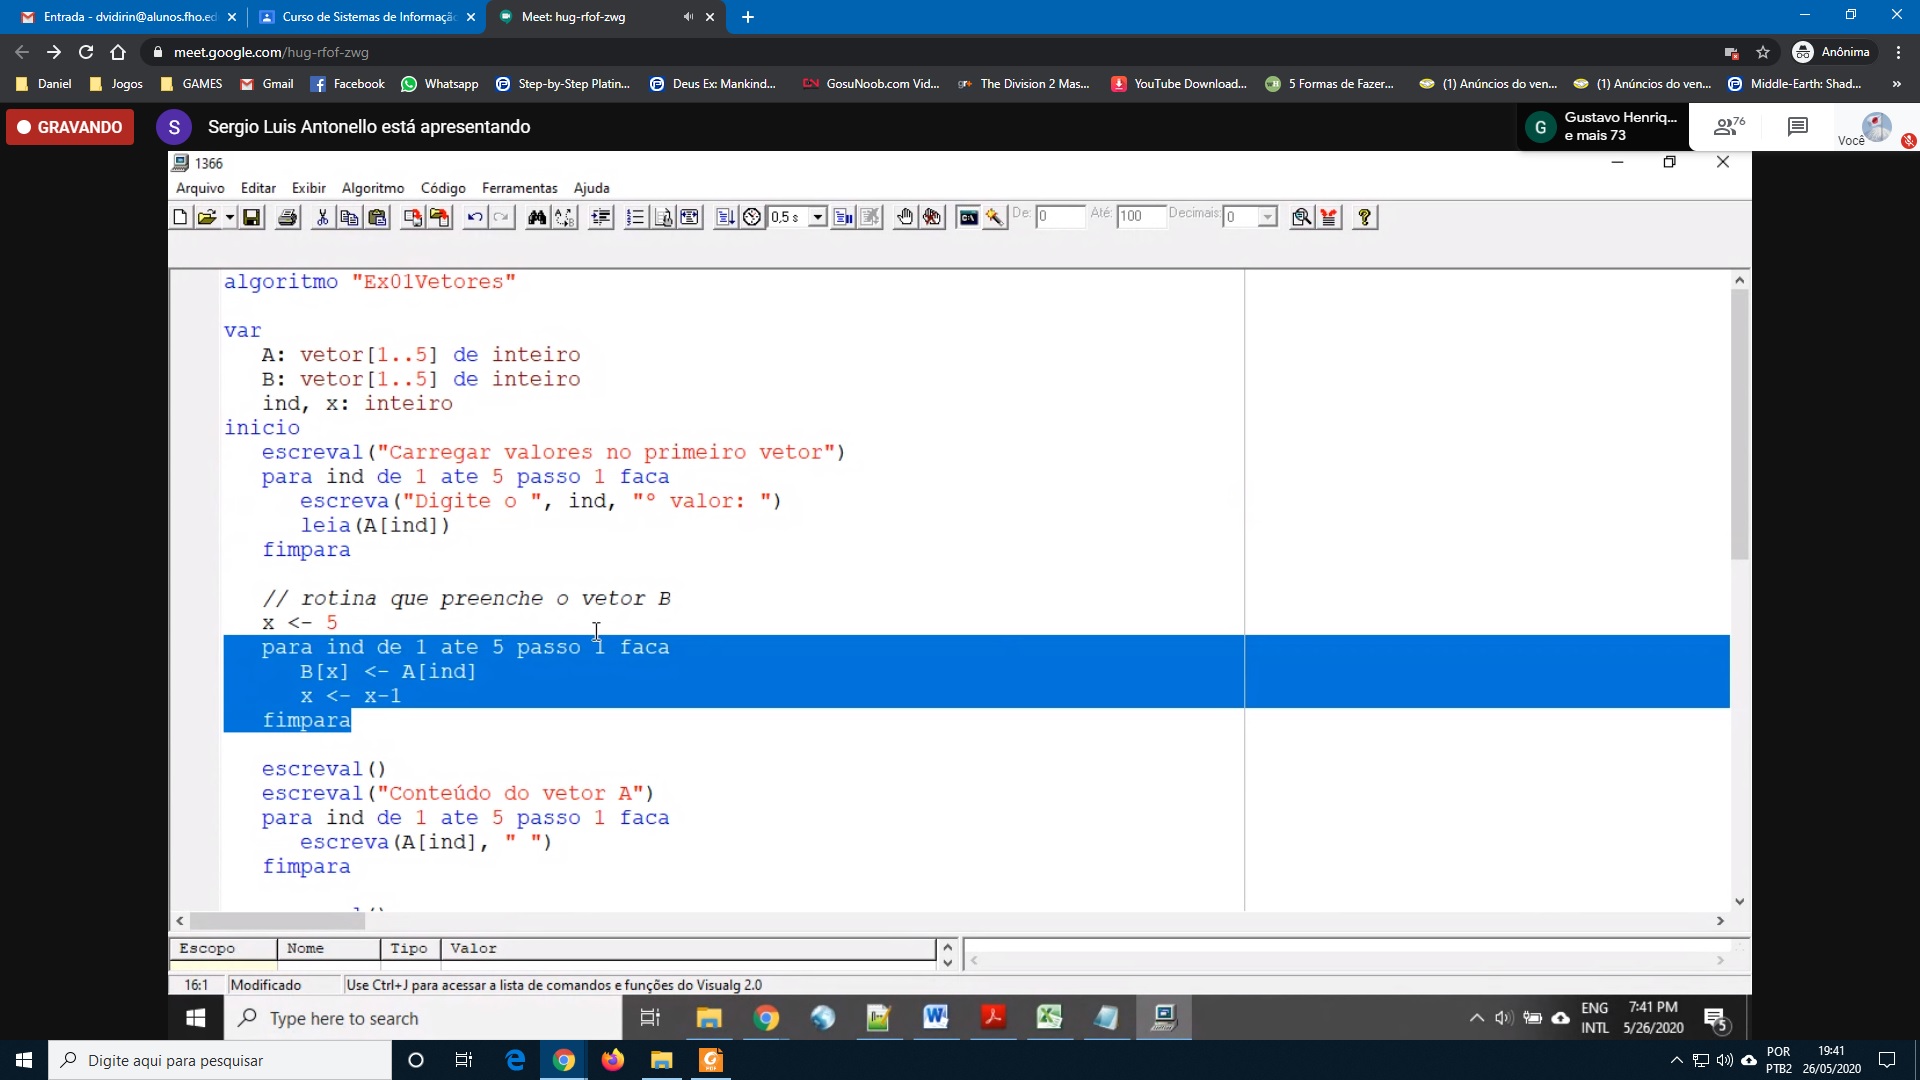 Entrada - dvidirin@alunos.fho.ed
Curso de Sistemas de Informaçã
Meet: hug-rfof-zwg
meet.google.com/hug-rfof-zwg
Anônima
Daniel Jogos GAMES Gmail Facebook Whatsapp Step-by-Step Platin... Deus Ex: Mankind... GosuNoob.com Vid... The Division 2 Mas... YouTube Download... 5 Formas de Fazer... (1) Anúncios do ven... (1) Anúncios do ven... Middle-Earth: Shad... »
GRAVANDO
S
Sergio Luis Antonello está apresentando
G
Gustavo Henriq...
e mais 73
76
Você
1366
Arquivo Editar Exibir Algoritmo Código Ferramentas Ajuda
0,5 s De: 0 Até: 100 Decimais: 0
algoritmo "Ex01Vetores"
var
A: vetor[1..5] de inteiro
B: vetor[1..5] de inteiro
ind, x: inteiro
inicio
escreval("Carregar valores no primeiro vetor")
para ind de 1 ate 5 passo 1 faca
escreva("Digite o ", ind, "° valor: ")
leia(A[ind])
fimpara
// rotina que preenche o vetor B
x <- 5
para ind de 1 ate 5 passo 1 faca
B[x] <- A[ind]
x <- x-1
fimpara
escreval()
escreval("Conteúdo do vetor A")
para ind de 1 ate 5 passo 1 faca
escreva(A[ind], " ")
fimpara
Escopo Nome Tipo Valor
16:1 Modificado Use Ctrl+J para acessar a lista de comandos e funções do Visualg 2.0
Type here to search
ENG
INTL
7:41 PM
5/26/2020
5
Digite aqui para pesquisar
POR
PTB2
19:41
26/05/2020